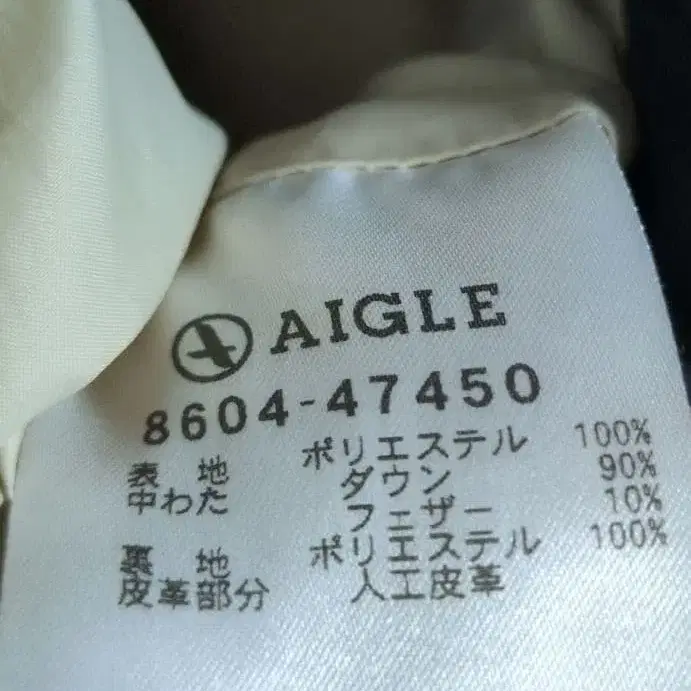 AIGLE
8604-47450
表 地 ポリエステル 100%
中わた ダウン 90%
フェザー 10%
裏 地 ポリエステル 100%
皮革部分 人工皮革